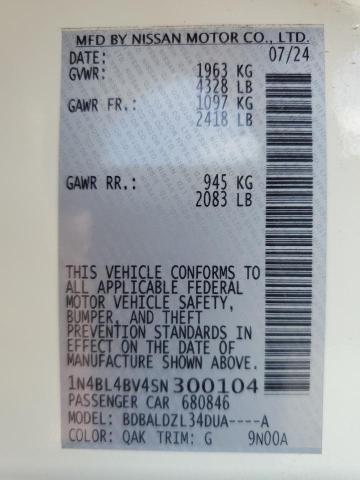 MFD BY NISSAN MOTOR CO., LTD.
DATE: 07/24
GVWR: 1963 KG
4328 LB
GAWR FR.: 1097 KG
2418 LB
GAWR RR.: 945 KG
2083 LB
THIS VEHICLE CONFORMS TO
ALL APPLICABLE FEDERAL
MOTOR VEHICLE SAFETY,
BUMPER, AND THEFT
PREVENTION STANDARDS IN
EFFECT ON THE DATE OF
MANUFACTURE SHOWN ABOVE.
1N4BL4BV4SN300104
PASSENGER CAR 680846
MODEL: BDBALDZL34DUA----A
COLOR: QAK TRIM: G 9N00A